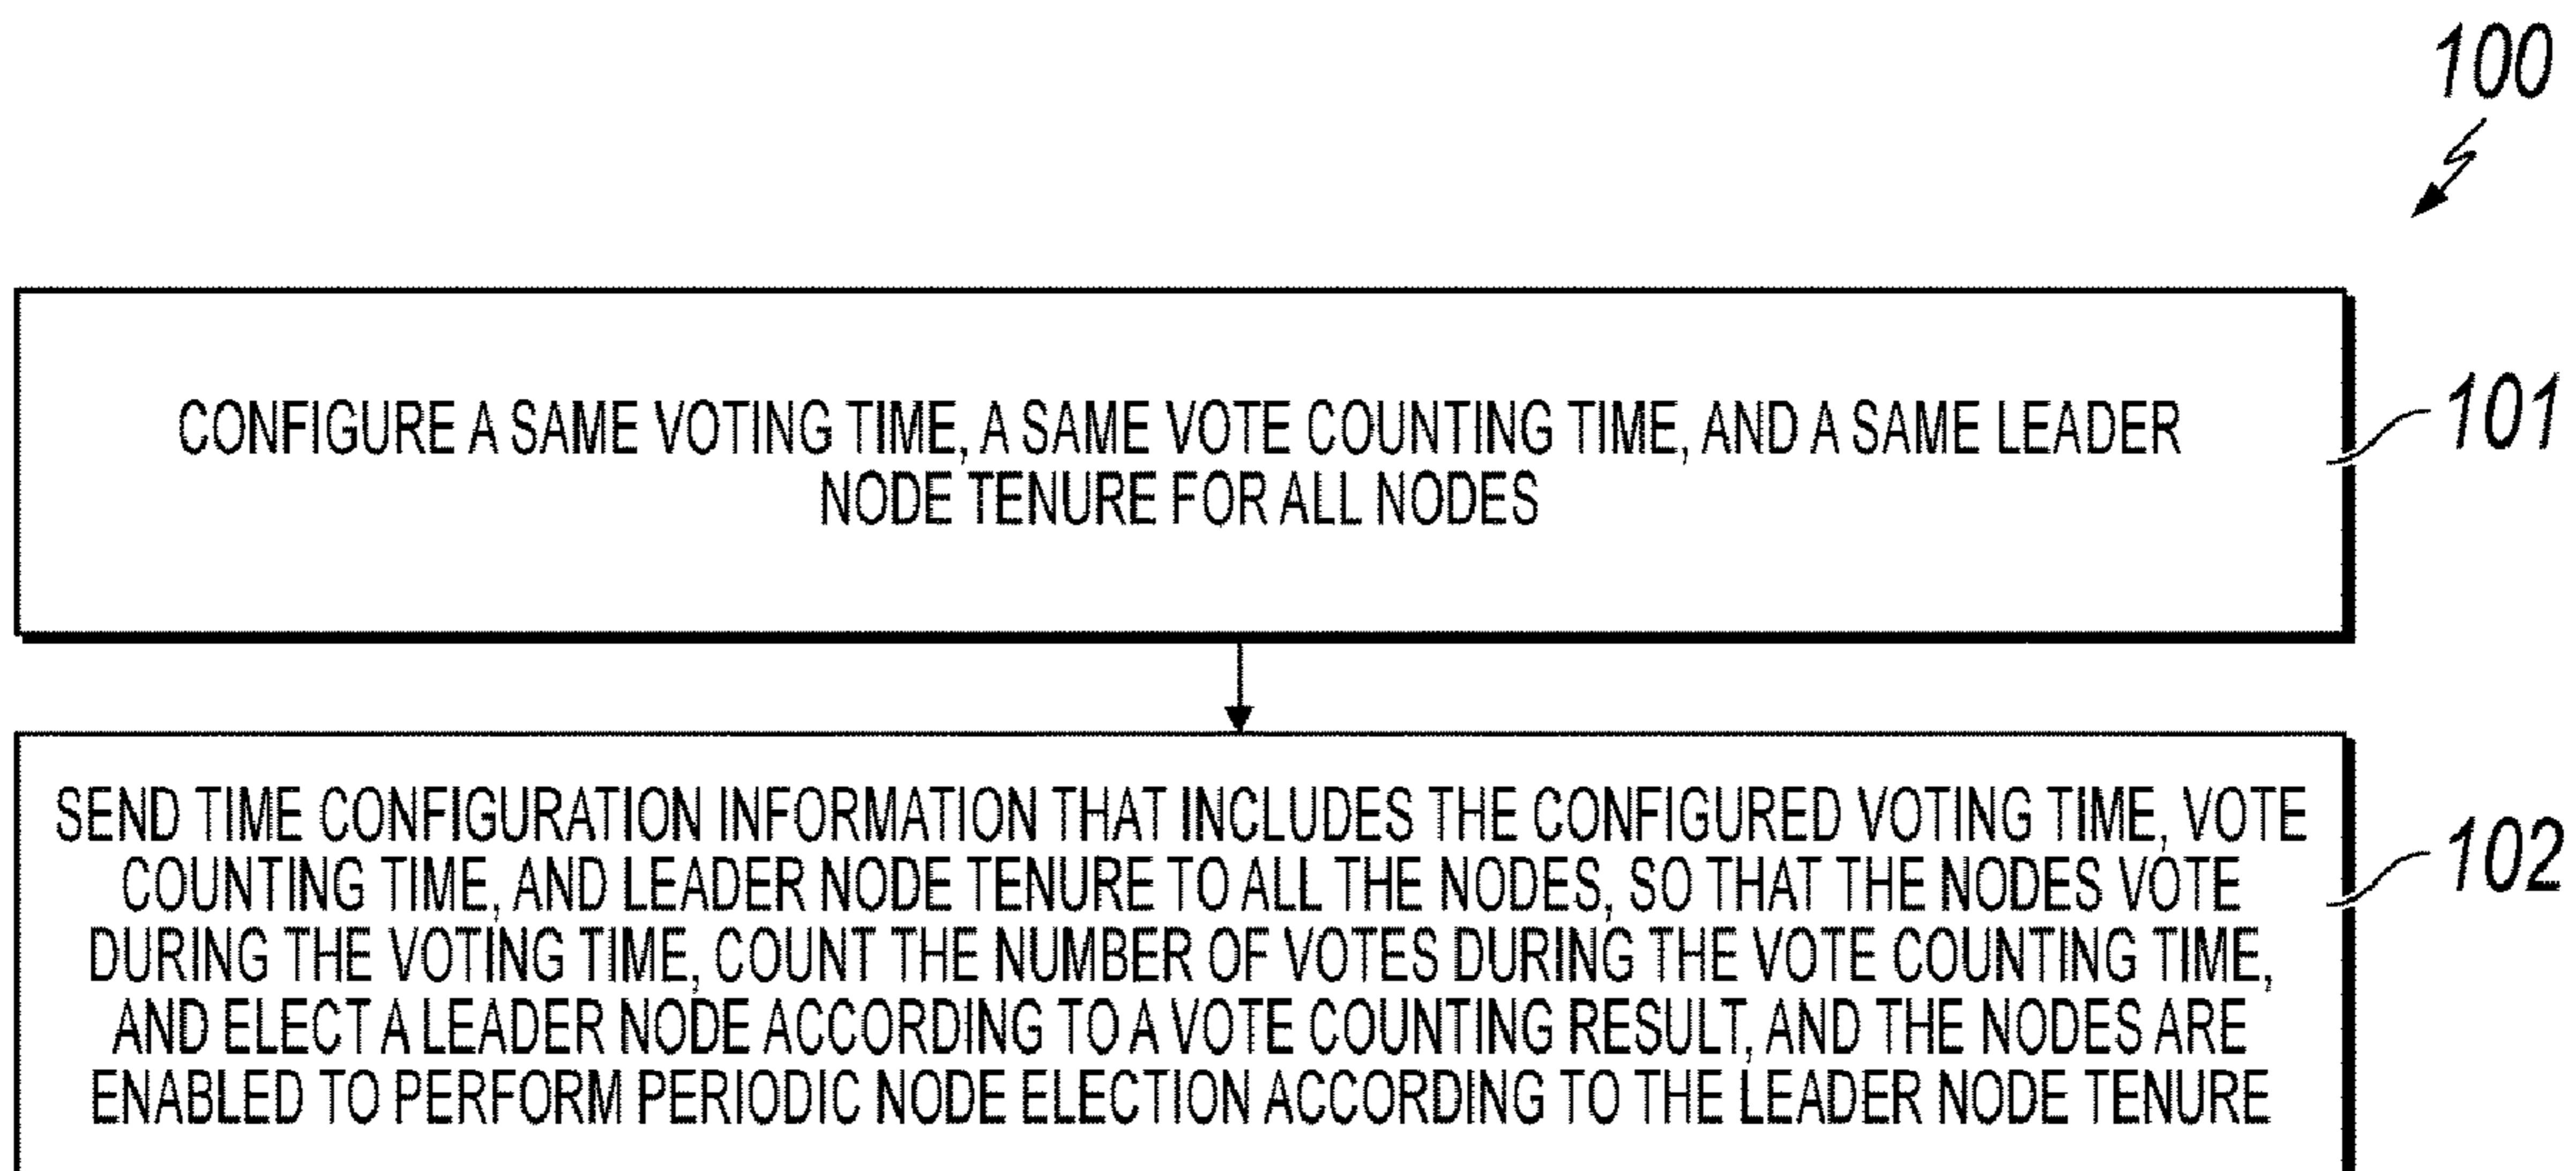 100
CONFIGURE A SAME VOTING TIME, A SAME VOTE COUNTING TIME, AND A SAME LEADER
NODE TENURE FOR ALL NODES
101
SEND TIME CONFIGURATION INFORMATION THAT INCLUDES THE CONFIGURED VOTING TIME, VOTE
COUNTING TIME, AND LEADER NODE TENURE TO ALL THE NODES, SO THAT THE NODES VOTE
DURING THE VOTING TIME, COUNT THE NUMBER OF VOTES DURING THE VOTE COUNTING TIME,
AND ELECT A LEADER NODE ACCORDING TO A VOTE COUNTING RESULT, AND THE NODES ARE
ENABLED TO PERFORM PERIODIC NODE ELECTION ACCORDING TO THE LEADER NODE TENURE
102